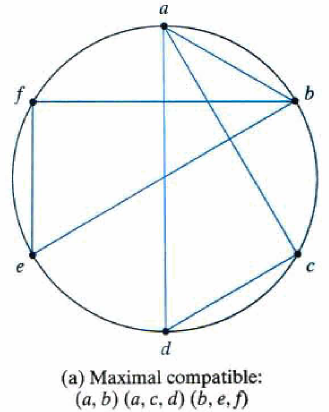 a
f b
e c
d
(a) Maximal compatible:
(a, b) (a, c, d) (b, e, f)